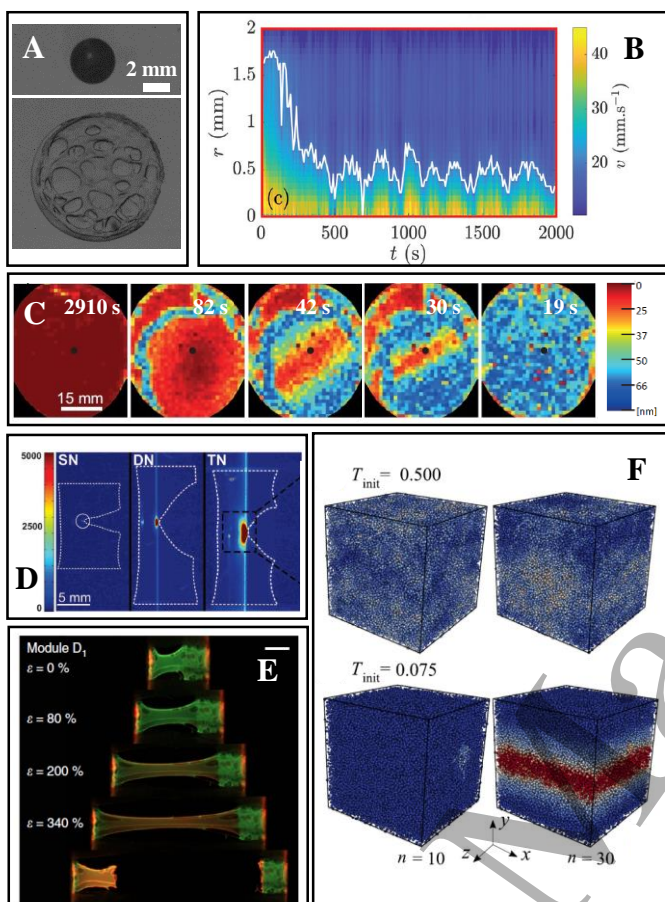 A
2 mm
B
2
1.5
1
0.5
0
r (mm)
(c)
0 500 1000 1500 2000
t (s)
40
30
20
v (mm.s⁻¹)
C
2910 s 82 s 42 s 30 s 19 s
15 mm
0
25
37
50
66
[nm]
D
5000
2500
0
SN DN TN
5 mm
E
Module D₁
ε = 0 %
ε = 80 %
ε = 200 %
ε = 340 %
F
T_init = 0.500
T_init = 0.075
n = 10
y
z x
n = 30